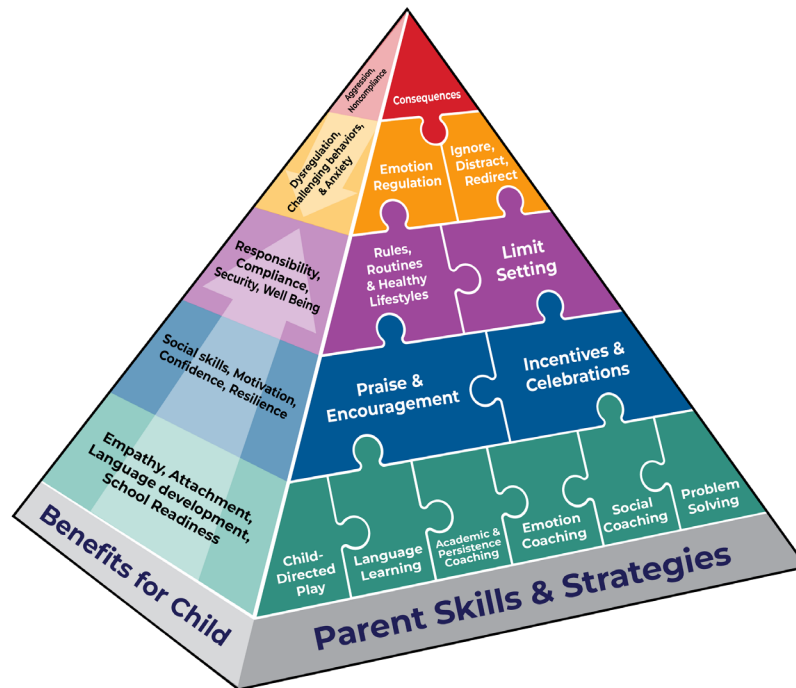 Aggression,
Noncompliance
Consequences
Dysregulation,
Challenging behaviors,
& Anxiety
Emotion
Regulation
Ignore,
Distract,
Redirect
Responsibility,
Compliance,
Security, Well Being
Rules,
Routines
& Healthy
Lifestyles
Limit
Setting
Social skills, Motivation,
Confidence, Resilience
Praise &
Encouragement
Incentives &
Celebrations
Empathy, Attachment,
Language development,
School Readiness
Child-
Directed
Play
Language
Learning
Academic &
Persistence
Coaching
Emotion
Coaching
Social
Coaching
Problem
Solving
Benefits for Child
Parent Skills & Strategies